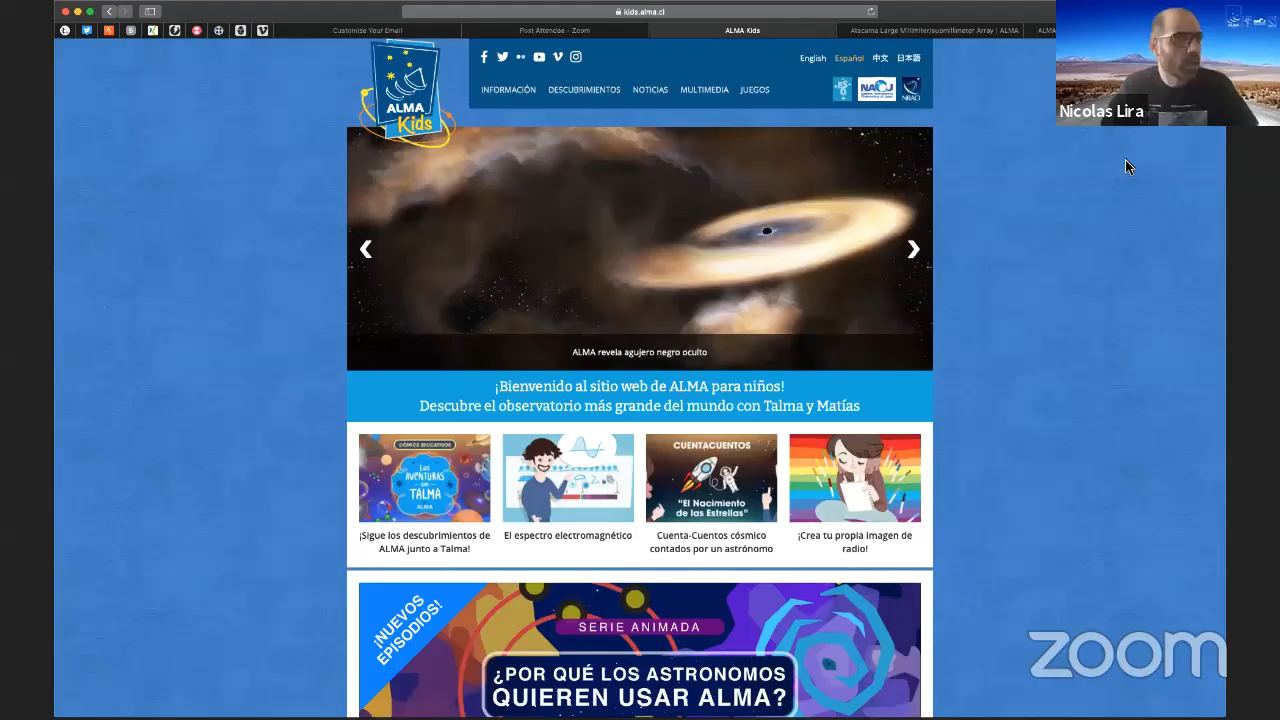 kids.alma.cl
Customize Your Email
Post Attendee - Zoom
ALMA Kids
Atacama Large Millimiter/submillimeter Array | ALMA
ALMA
ALMA
Kids
English
Español
中文
日本語
INFORMACIÓN
DESCUBRIMIENTOS
NOTICIAS
MULTIMEDIA
JUEGOS
NAOJ
NRAO
Nicolas Lira
ALMA revela agujero negro oculto
¡Bienvenido al sitio web de ALMA para niños!
Descubre el observatorio más grande del mundo con Talma y Matías
CÓMICS EDUCATIVOS
Las
AVENTURAS
DE
TALMA
ALMA
CUENTACUENTOS
"El Nacimiento
de las Estrellas"
¡Sigue los descubrimientos de
ALMA junto a Talma!
El espectro electromagnético
Cuenta-Cuentos cósmico
contados por un astrónomo
¡Crea tu propia imagen de
radio!
¡NUEVOS
EPISODIOS!
SERIE ANIMADA
¿POR QUÉ LOS ASTRONOMOS
QUIEREN USAR ALMA?
zoom